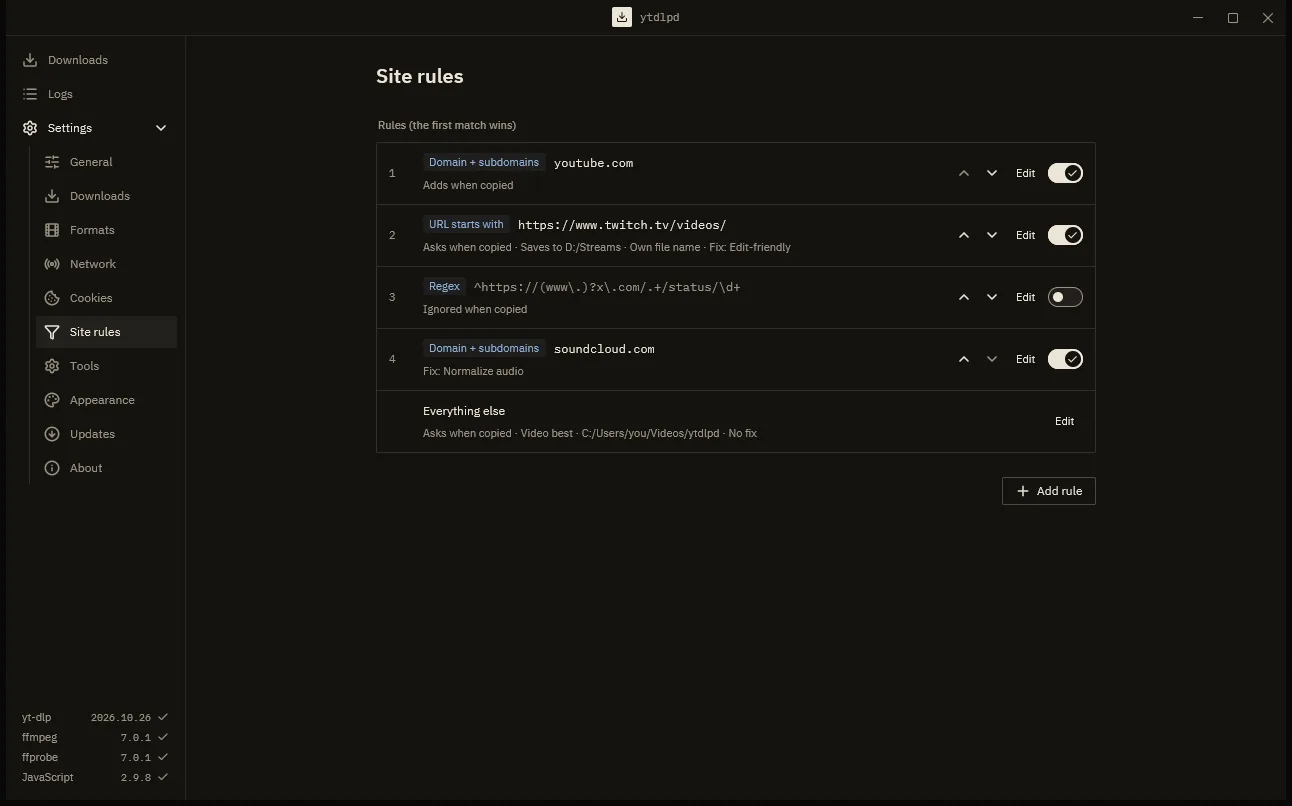 ytdlpd
Downloads
Logs
Settings
General
Downloads
Formats
Network
Cookies
Site rules
Tools
Appearance
Updates
About
yt-dlp 2026.10.26
ffmpeg 7.0.1
ffprobe 7.0.1
JavaScript 2.9.8
Site rules
Rules (the first match wins)
1 Domain + subdomains youtube.com Edit
Adds when copied
2 URL starts with https://www.twitch.tv/videos/ Edit
Asks when copied · Saves to D:/Streams · Own file name · Fix: Edit-friendly
3 Regex ^https://(www\.)?x\.com/.+/status/\d+ Edit
Ignored when copied
4 Domain + subdomains soundcloud.com Edit
Fix: Normalize audio
Everything else Edit
Asks when copied · Video best · C:/Users/you/Videos/ytdlpd · No fix
Add rule